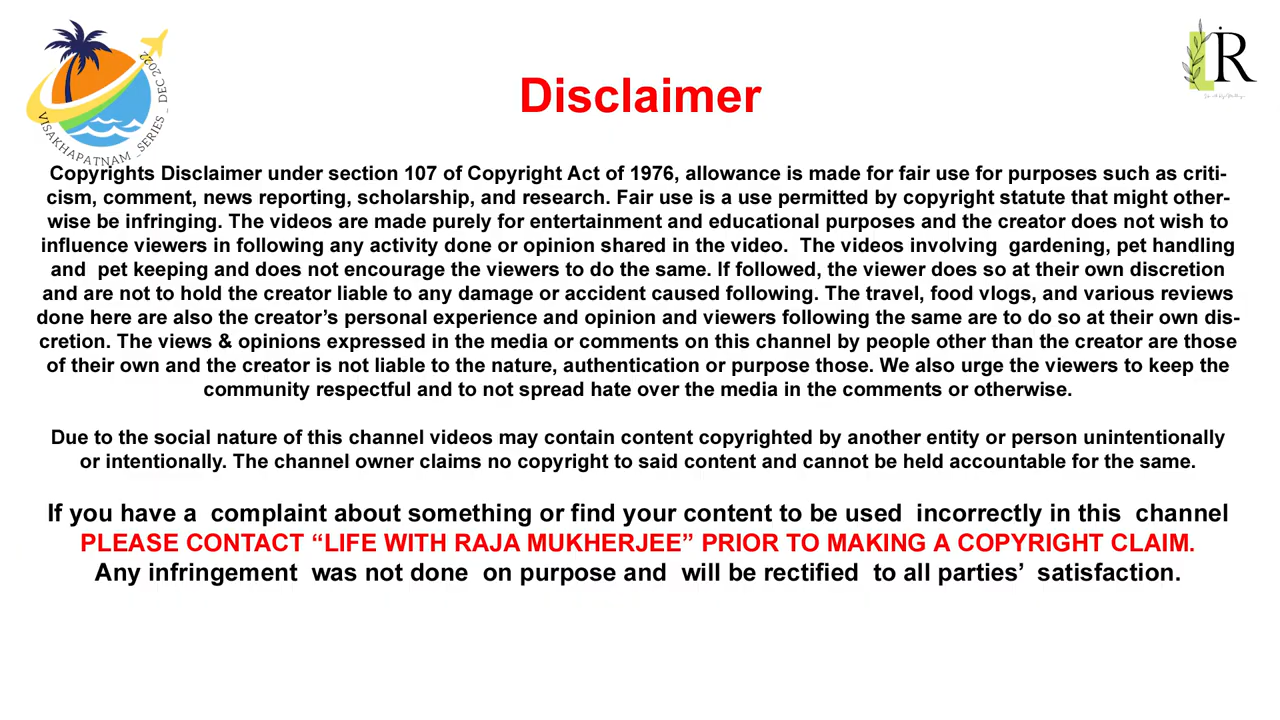 VISAKHAPATNAM _SERIES_ DEC 2022
R
Disclaimer
Copyrights Disclaimer under section 107 of Copyright Act of 1976, allowance is made for fair use for purposes such as criti-
cism, comment, news reporting, scholarship, and research. Fair use is a use permitted by copyright statute that might other-
wise be infringing. The videos are made purely for entertainment and educational purposes and the creator does not wish to
influence viewers in following any activity done or opinion shared in the video.  The videos involving  gardening, pet handling
and  pet keeping and does not encourage the viewers to do the same. If followed, the viewer does so at their own discretion
and are not to hold the creator liable to any damage or accident caused following. The travel, food vlogs, and various reviews
done here are also the creator’s personal experience and opinion and viewers following the same are to do so at their own dis-
cretion. The views & opinions expressed in the media or comments on this channel by people other than the creator are those
of their own and the creator is not liable to the nature, authentication or purpose those. We also urge the viewers to keep the
community respectful and to not spread hate over the media in the comments or otherwise.
Due to the social nature of this channel videos may contain content copyrighted by another entity or person unintentionally
or intentionally. The channel owner claims no copyright to said content and cannot be held accountable for the same.
If you have a  complaint about something or find your content to be used  incorrectly in this  channel
PLEASE CONTACT “LIFE WITH RAJA MUKHERJEE” PRIOR TO MAKING A COPYRIGHT CLAIM.
Any infringement  was not done  on purpose and  will be rectified  to all parties’  satisfaction.